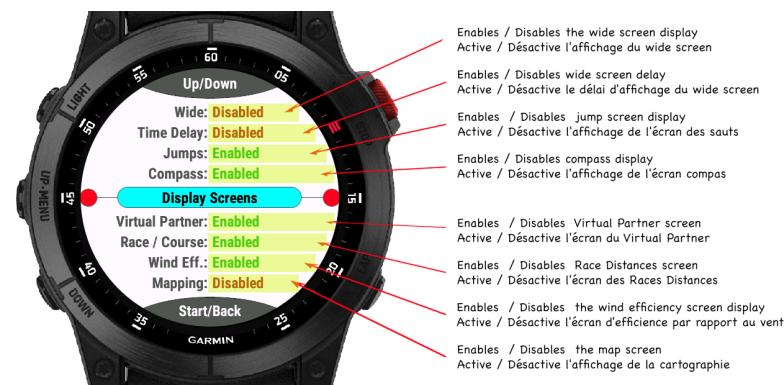 Enables / Disables the wide screen display
Active / Désactive l'affichage du wide screen
Enables / Disables wide screen delay
Active / Désactive le délai d'affichage du wide screen
Enables / Disables jump screen display
Active / Désactive l'affichage de l'écran des sauts
Enables / Disables compass display
Active / Désactive l'affichage de l'écran compas
Enables / Disables Virtual Partner screen
Active / Désactive l'écran du Virtual Partner
Enables / Disables Race Distances screen
Active / Désactive l'écran des Races Distances
Enables / Disables the wind efficiency screen display
Active / Désactive l'écran d'efficience par rapport au vent
Enables / Disables the map screen
Active / Désactive l'affichage de la cartographie
60
55
05
50
45
15
40
20
35
25
LIGHT
UP·MENU
DOWN
Up/Down
Wide: Disabled
Time Delay: Disabled
Jumps: Enabled
Compass: Enabled
Display Screens
Virtual Partner: Enabled
Race / Course: Enabled
Wind Eff.: Enabled
Mapping: Disabled
Start/Back
GARMIN